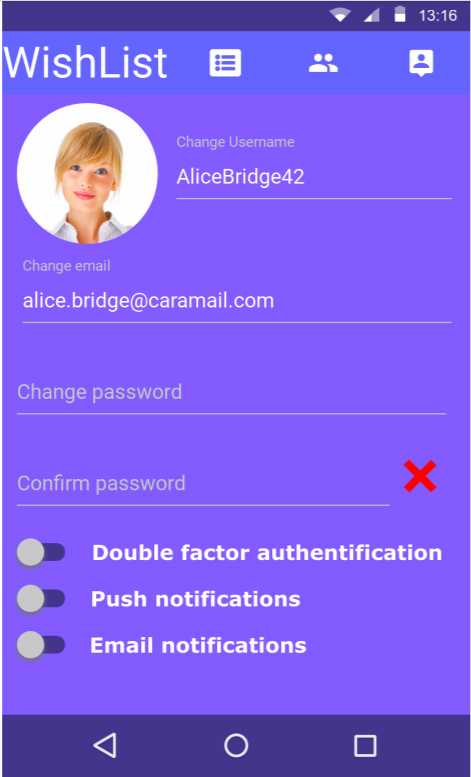 13:16
WishList
Change Username
AliceBridge42
Change email
alice.bridge@caramail.com
Change password
Confirm password
Double factor authentification
Push notifications
Email notifications